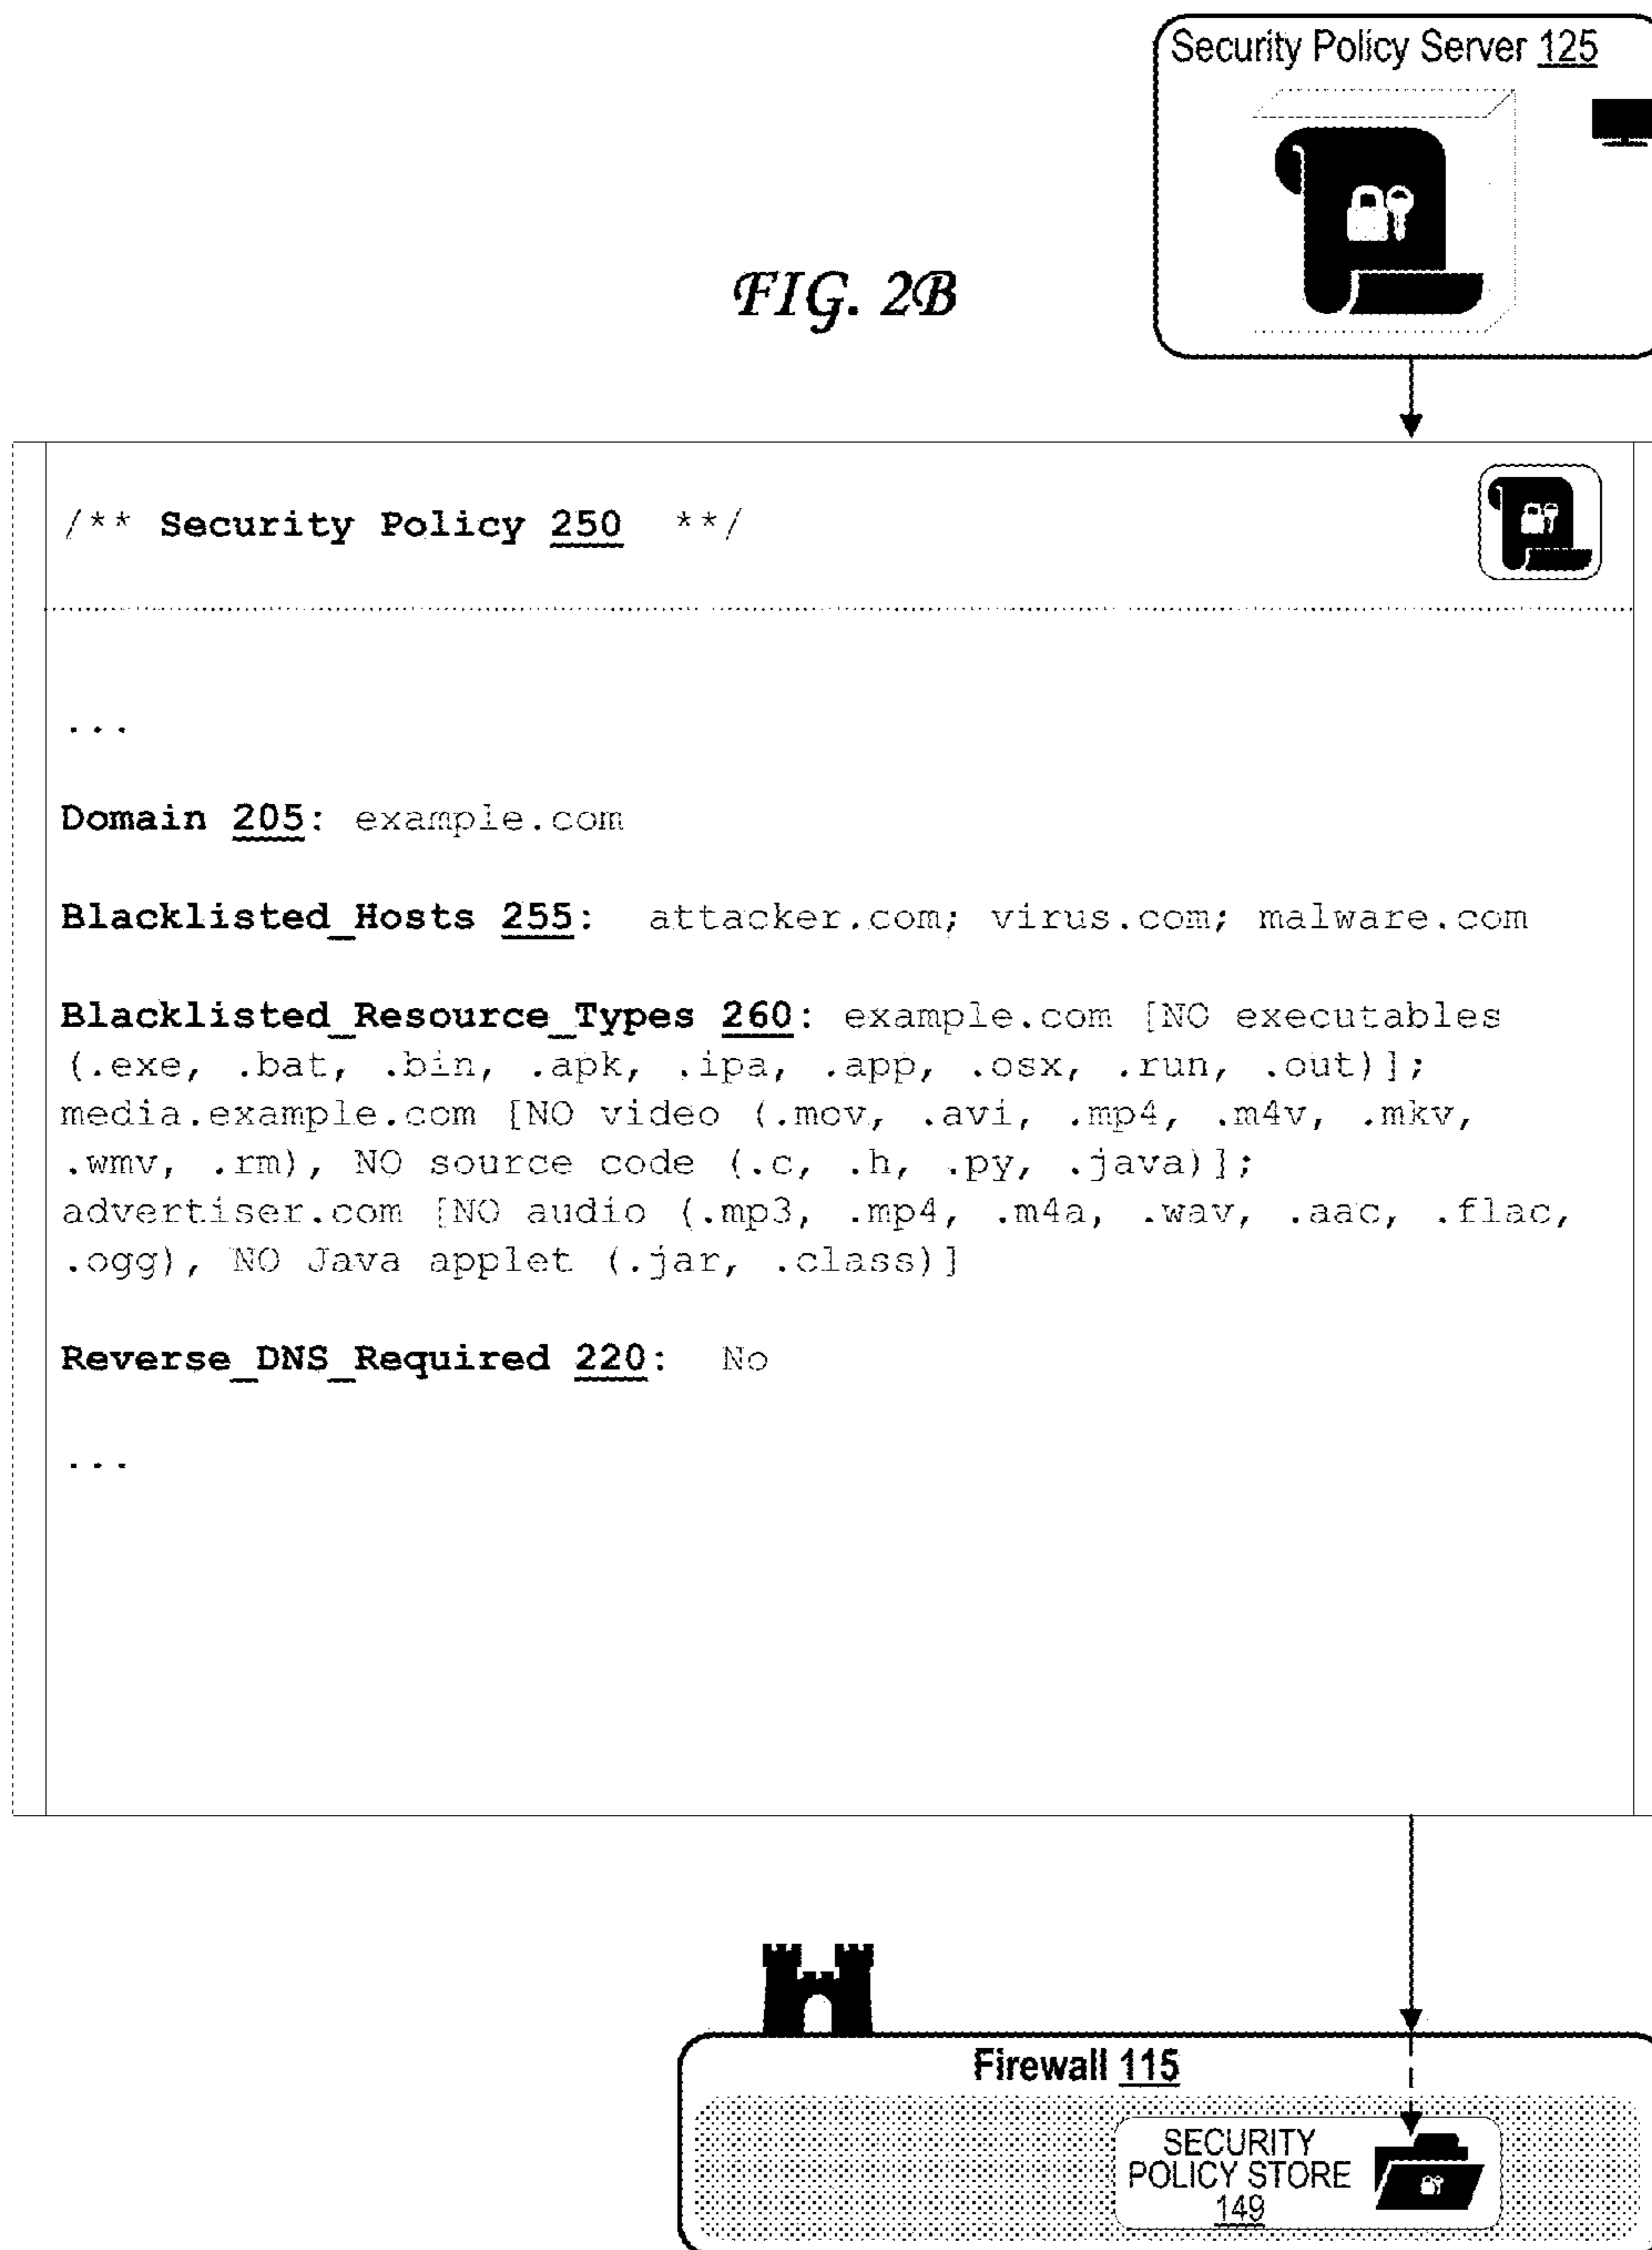 Security Policy Server 125
FIG. 2B
/** Security Policy 250 **/
...
Domain 205: example.com
Blacklisted_Hosts 255: attacker.com; virus.com; malware.com
Blacklisted_Resource_Types 260: example.com [NO executables
(.exe, .bat, .bin, .apk, .ipa, .app, .osx, .run, .out)];
media.example.com [NO video (.mov, .avi, .mp4, .m4v, .mkv,
.wmv, .rm), NO source code (.c, .h, .py, .java)];
advertiser.com [NO audio (.mp3, .mp4, .m4a, .wav, .aac, .flac,
.ogg), NO Java applet (.jar, .class)]
Reverse_DNS_Required 220: No
...
Firewall 115
SECURITY
POLICY STORE
149